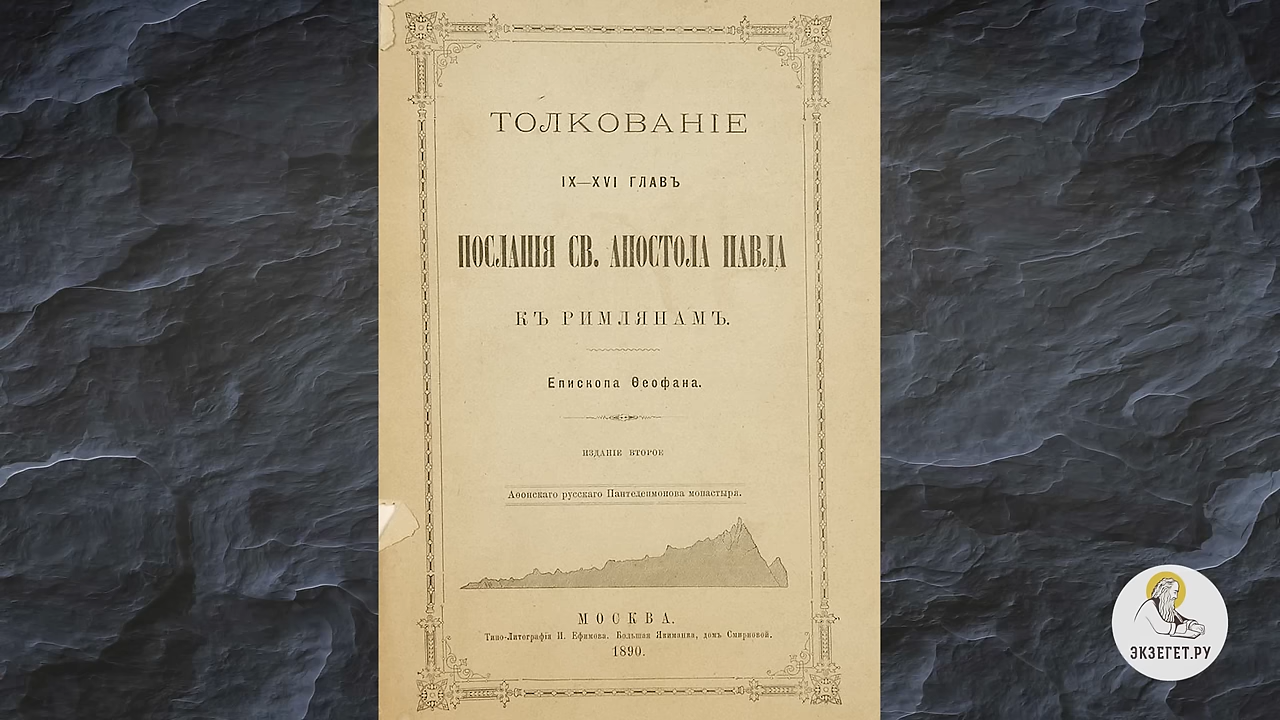 ТОЛКОВАНІЕ
IX—XVI ГЛАВЪ
ПОСЛАНІЯ СВ. АПОСТОЛА ПАВЛА
КЪ РИМЛЯНАМЪ.
Епископа Ѳеофана.
ИЗДАНІЕ ВТОРОЕ
Аѳонскаго русскаго Пантелеимонова монастыря.
МОСКВА.
Типо-Литографія И. Ефимова. Большая Якиманка, домъ Смирновой.
1890.
ЭКЗЕГЕТ.РУ